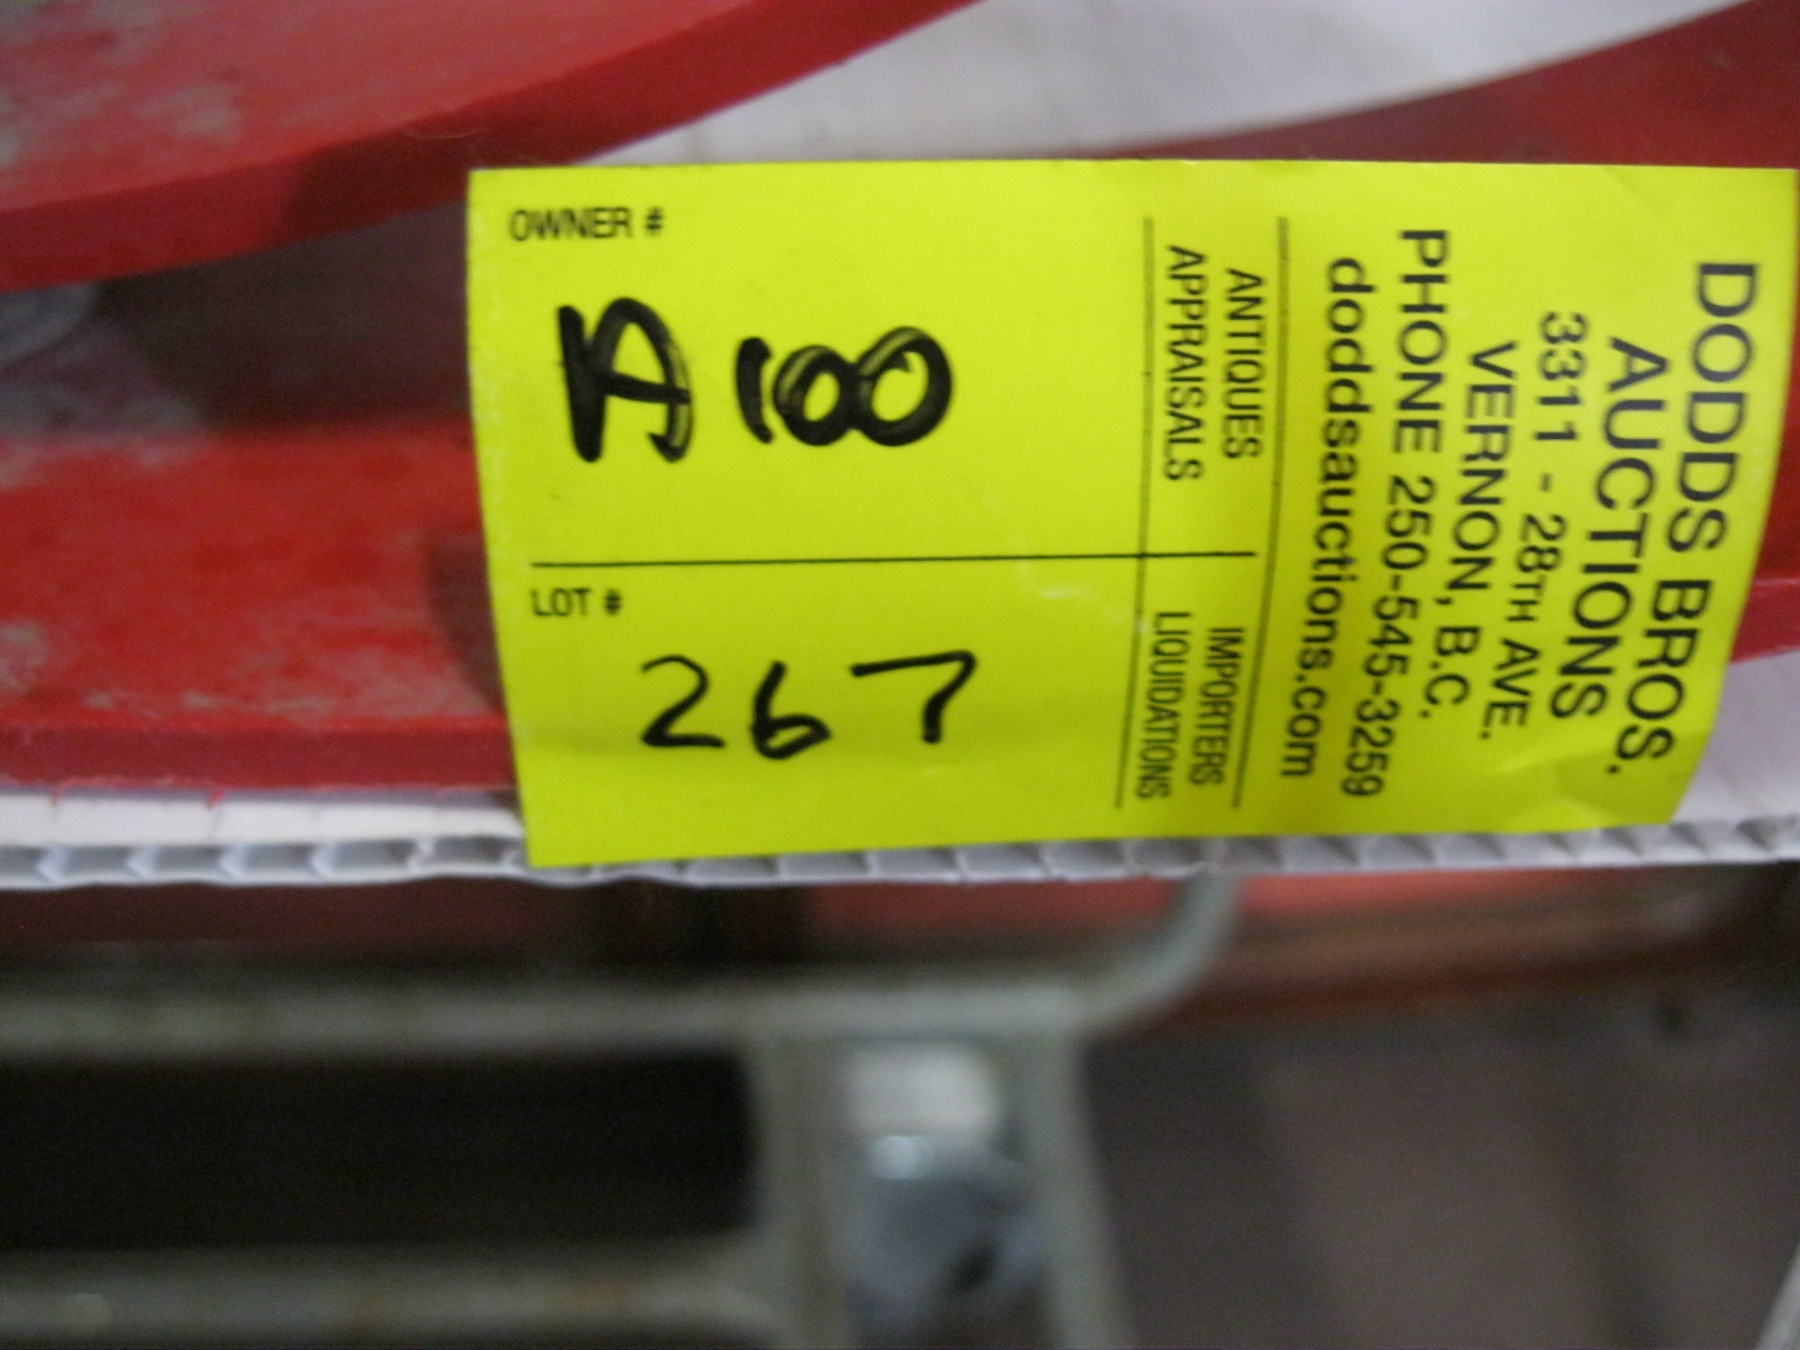 DODDS BROS.
AUCTIONS
3311 - 28TH AVE.
VERNON, B.C.
PHONE 250-545-3259
doddsauctions.com
ANTIQUES IMPORTERS
APPRAISALS LIQUIDATIONS
OWNER #
A100
LOT #
267